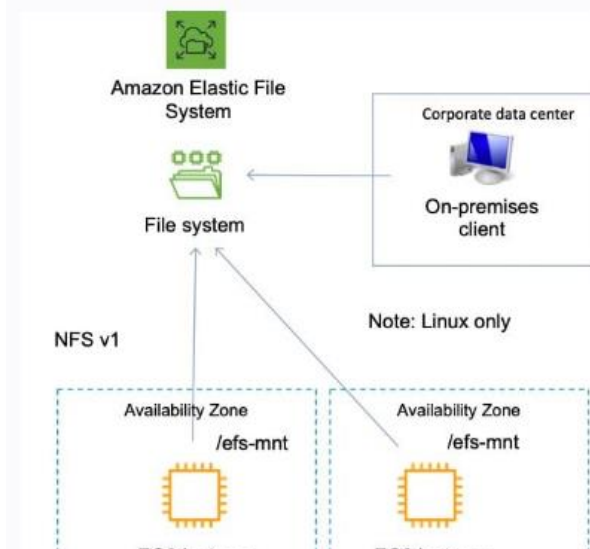 Amazon Elastic File
System
Corporate data center
On-premises
client
File system
Note: Linux only
NFS v1
Availability Zone
/efs-mnt
Availability Zone
/efs-mnt